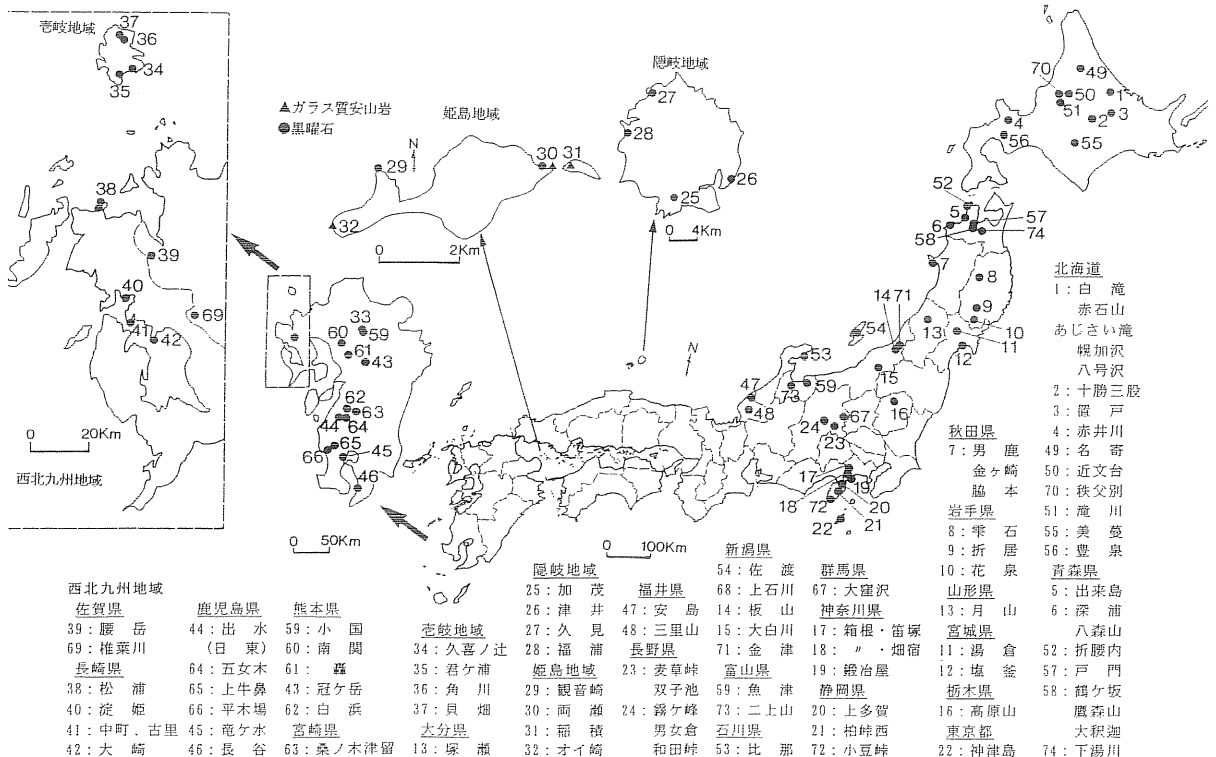 壱岐地域
37
36
34
35
38
39
40
69
41
42
0 20Km
西北九州地域
▲ガラス質安山岩
●黒曜石
姫島地域
N
29
30 31
32
0 2Km
隠岐地域
27
28
26
25
0 4Km
33
59
60
61
43
62
63
44 64
65
66
45
46
0 50Km
N
0 100Km
70
49
50
1
51
2
3
4
56
55
52
5
6
57
58
74
7
8
9
10
11
12
13
14 71
54
15
16
53
59
73
47
48
24
67
23
17
18
19
20
21
72
22
北海道
1：白滝
赤石山
あじさい滝
幌加沢
八号沢
2：十勝三股
3：置戸
4：赤井川
49：名寄
50：近文台
70：秩父別
51：滝川
55：美蔓
56：豊泉
青森県
5：出来島
6：深浦
八森山
52：折腰内
57：戸門
58：鶴ケ坂
鷹森山
大釈迦
74：下湯川
秋田県
7：男鹿
金ヶ崎
脇本
岩手県
8：雫石
9：折居
10：花泉
山形県
13：月山
宮城県
11：湯倉
12：塩釜
栃木県
16：高原山
東京都
22：神津島
群馬県
67：大窪沢
神奈川県
17：箱根・笛塚
18：〃・畑宿
19：鍛冶屋
静岡県
20：上多賀
21：柏峠西
72：小豆峠
新潟県
54：佐渡
68：上石川
14：板山
15：大白川
71：金津
富山県
59：魚津
73：二上山
石川県
53：比那
福井県
47：安島
48：三里山
長野県
23：麦草峠
双子池
24：霧ケ峰
男女倉
和田峠
隠岐地域
25：加茂
26：津井
27：久見
28：福浦
姫島地域
29：観音崎
30：両瀬
31：稲積
32：オイ崎
壱岐地域
34：久喜ノ辻
35：君ケ浦
36：角川
37：貝畑
大分県
13：塚瀬
熊本県
59：小国
60：南関
61：轟
43：冠ケ岳
62：白浜
宮崎県
63：桑ノ木津留
鹿児島県
44：出水
(日東)
64：五女木
65：上牛鼻
66：平木場
45：竜ケ水
46：長谷
西北九州地域
佐賀県
39：腰岳
69：椎葉川
長崎県
38：松浦
40：淀姫
41：中町、古里
42：大崎